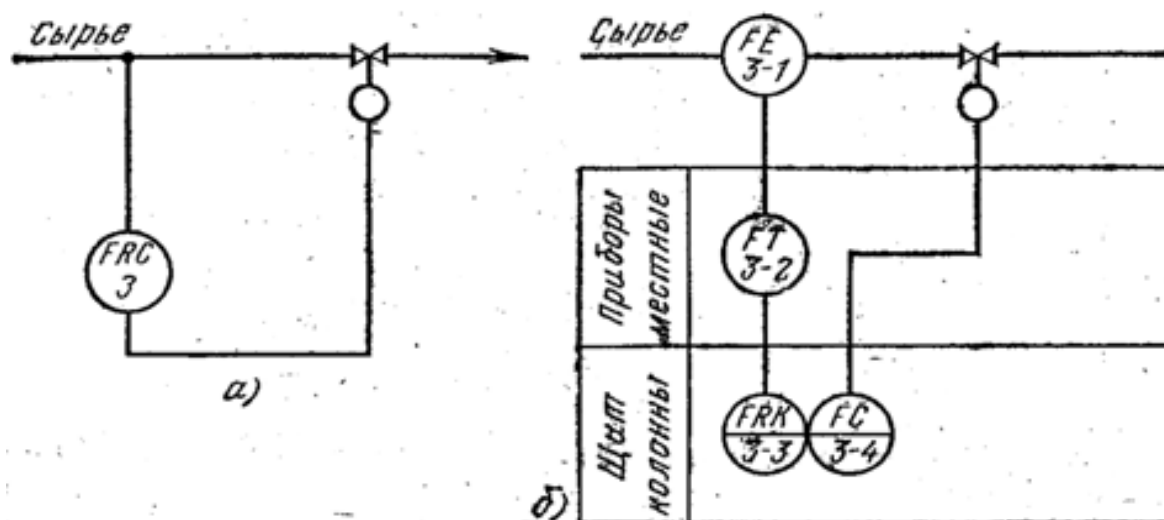 Сырье
FRC
3
а)
Сырье
FE
3-1
Приборы
местные
FT
3-2
Щит
колонны
FRK
3-3
FC
3-4
б)